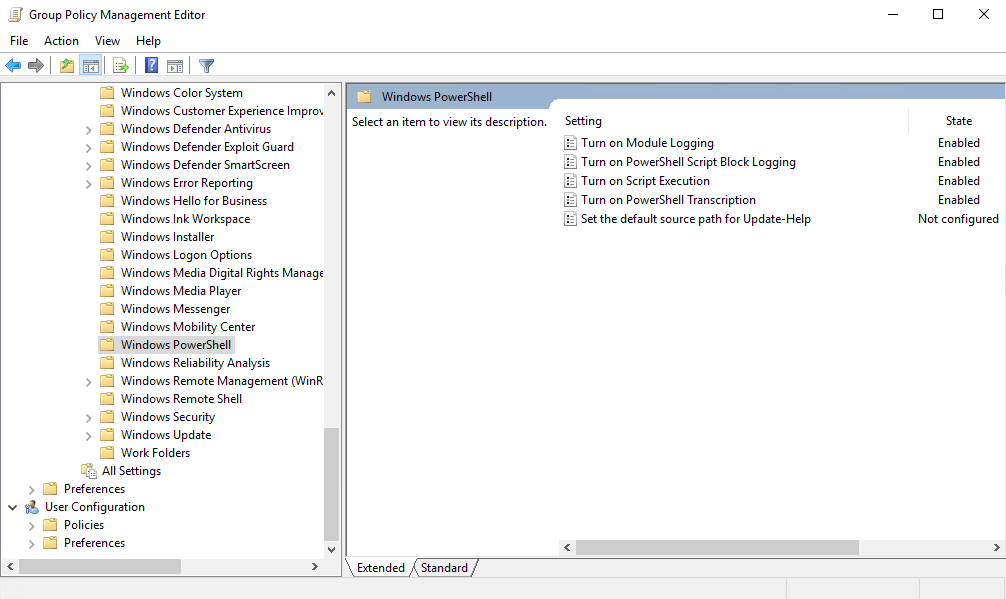 Group Policy Management Editor
File Action View Help
Windows Color System
Windows Customer Experience Improv
Windows Defender Antivirus
Windows Defender Exploit Guard
Windows Defender SmartScreen
Windows Error Reporting
Windows Hello for Business
Windows Ink Workspace
Windows Installer
Windows Logon Options
Windows Media Digital Rights Manage
Windows Media Player
Windows Messenger
Windows Mobility Center
Windows PowerShell
Windows Reliability Analysis
Windows Remote Management (WinR
Windows Remote Shell
Windows Security
Windows Update
Work Folders
All Settings
Preferences
User Configuration
Policies
Preferences
Windows PowerShell
Select an item to view its description.
Setting State
Turn on Module Logging Enabled
Turn on PowerShell Script Block Logging Enabled
Turn on Script Execution Enabled
Turn on PowerShell Transcription Enabled
Set the default source path for Update-Help Not configured
Extended Standard